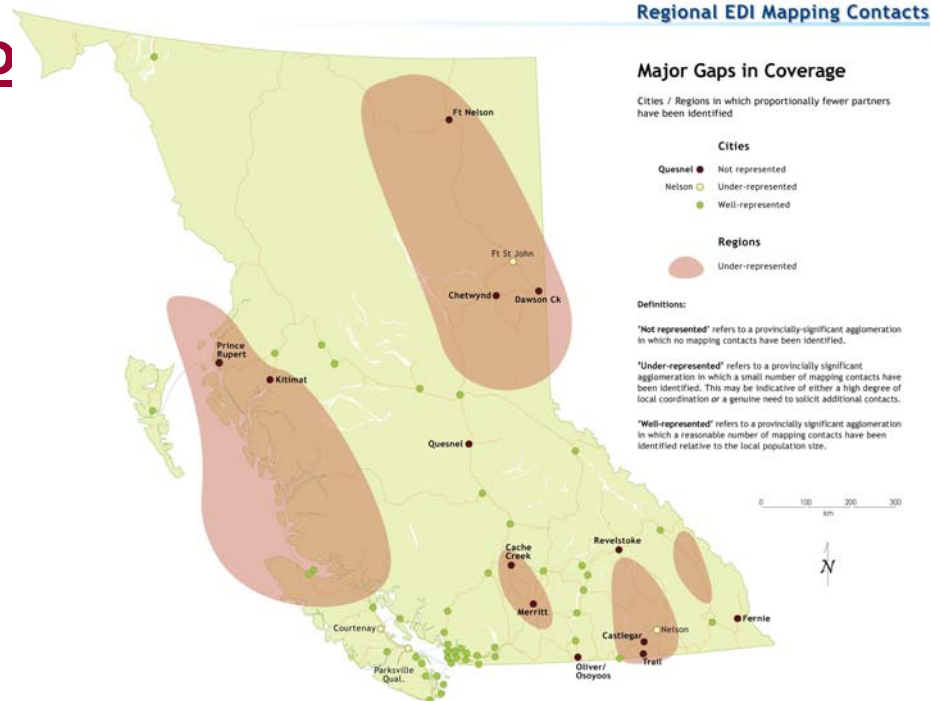 Regional EDI Mapping Contacts
Major Gaps in Coverage
Cities / Regions in which proportionally fewer partners
have been identified
Cities
Quesnel Not represented
Nelson Under-represented
Well-represented
Regions
Under-represented
Definitions:
'Not represented' refers to a provincially-significant agglomeration
in which no mapping contacts have been identified.
'Under-represented' refers to a provincially significant
agglomeration in which a small number of mapping contacts have
been identified. This may be indicative of either a high degree of
local coordination or a genuine need to solicit additional contacts.
'Well-represented' refers to a provincially significant agglomeration
in which a reasonable number of mapping contacts have been
identified relative to the local population size.
0 100 200 300
km
N
Ft Nelson
Ft St John
Chetwynd
Dawson Ck
Prince
Rupert
Kitimat
Quesnel
Cache
Creek
Revelstoke
Merritt
Fernie
Courtenay
Nelson
Castlegar
Trail
Oliver/
Osoyoos
Parksville
Qual.